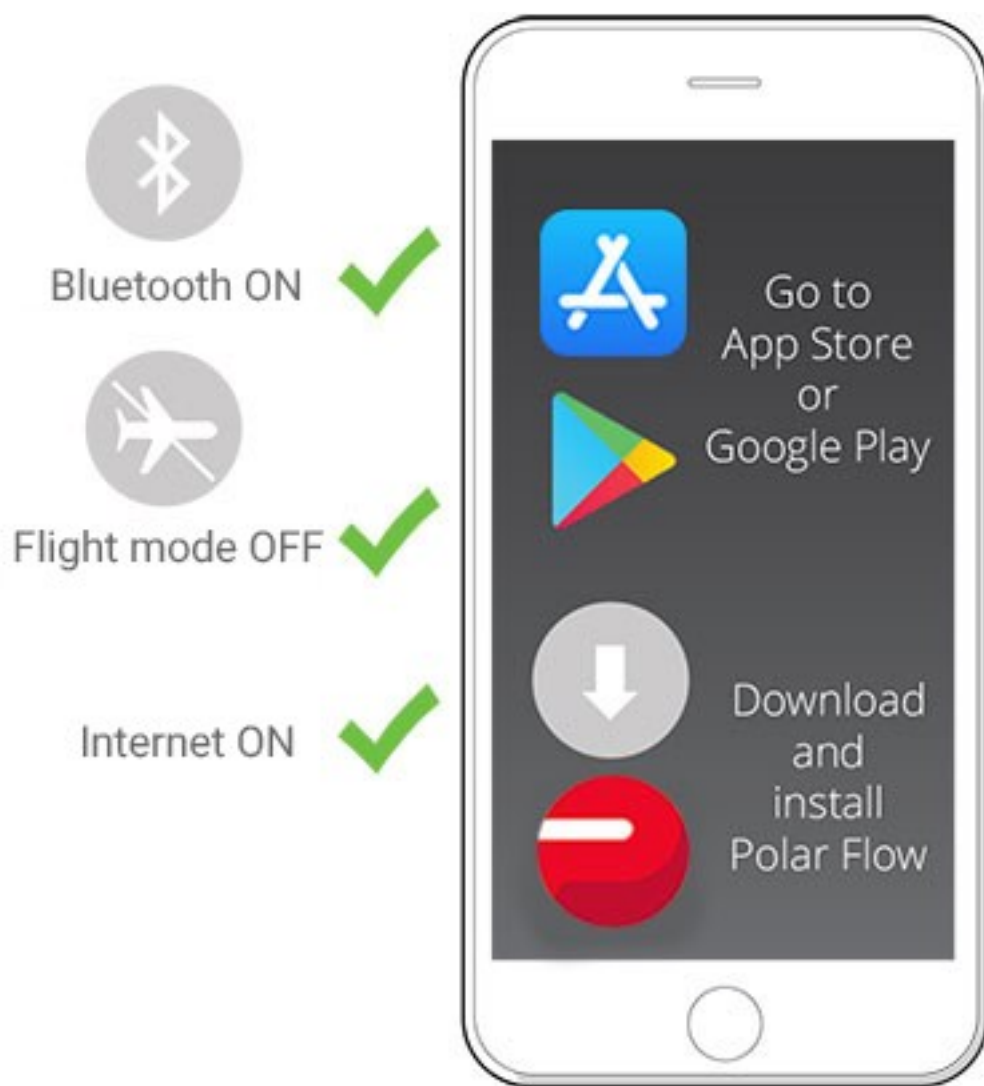 Bluetooth ON
Flight mode OFF
Internet ON
Go to
App Store
or
Google Play
Download
and
install
Polar Flow